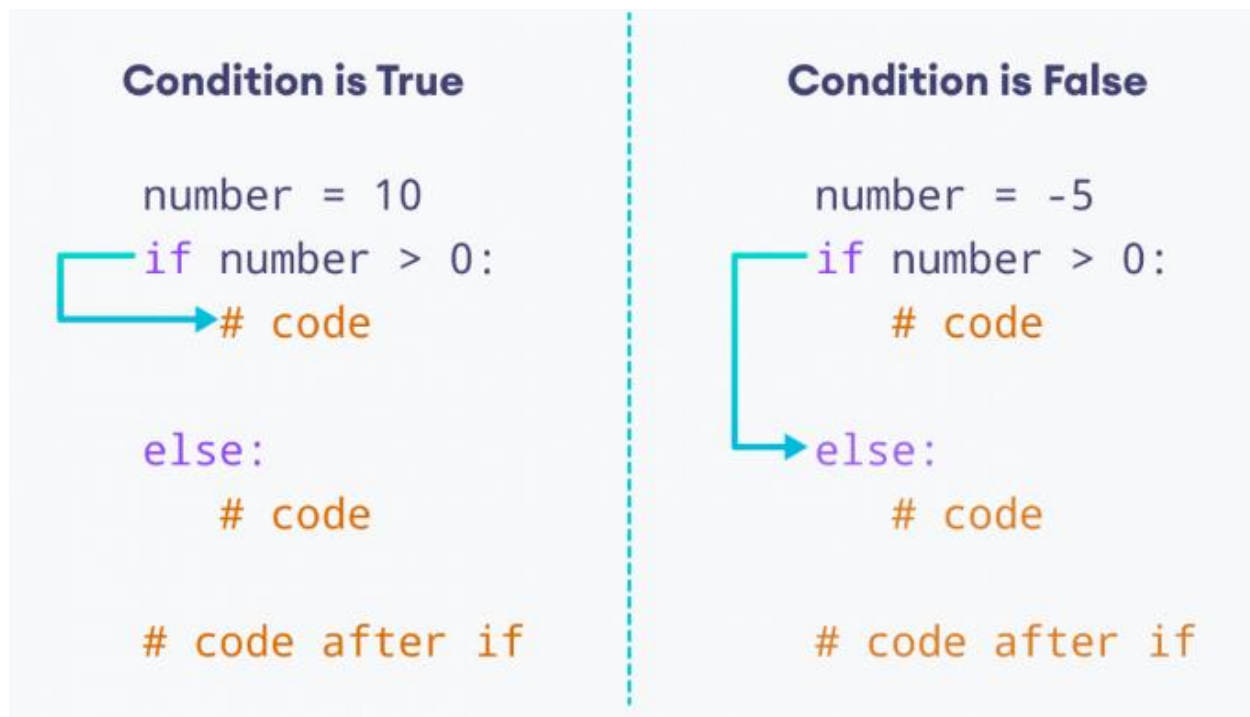 Condition is True
number = 10
if number > 0:
# code
else:
# code
# code after if
Condition is False
number = -5
if number > 0:
# code
else:
# code
# code after if